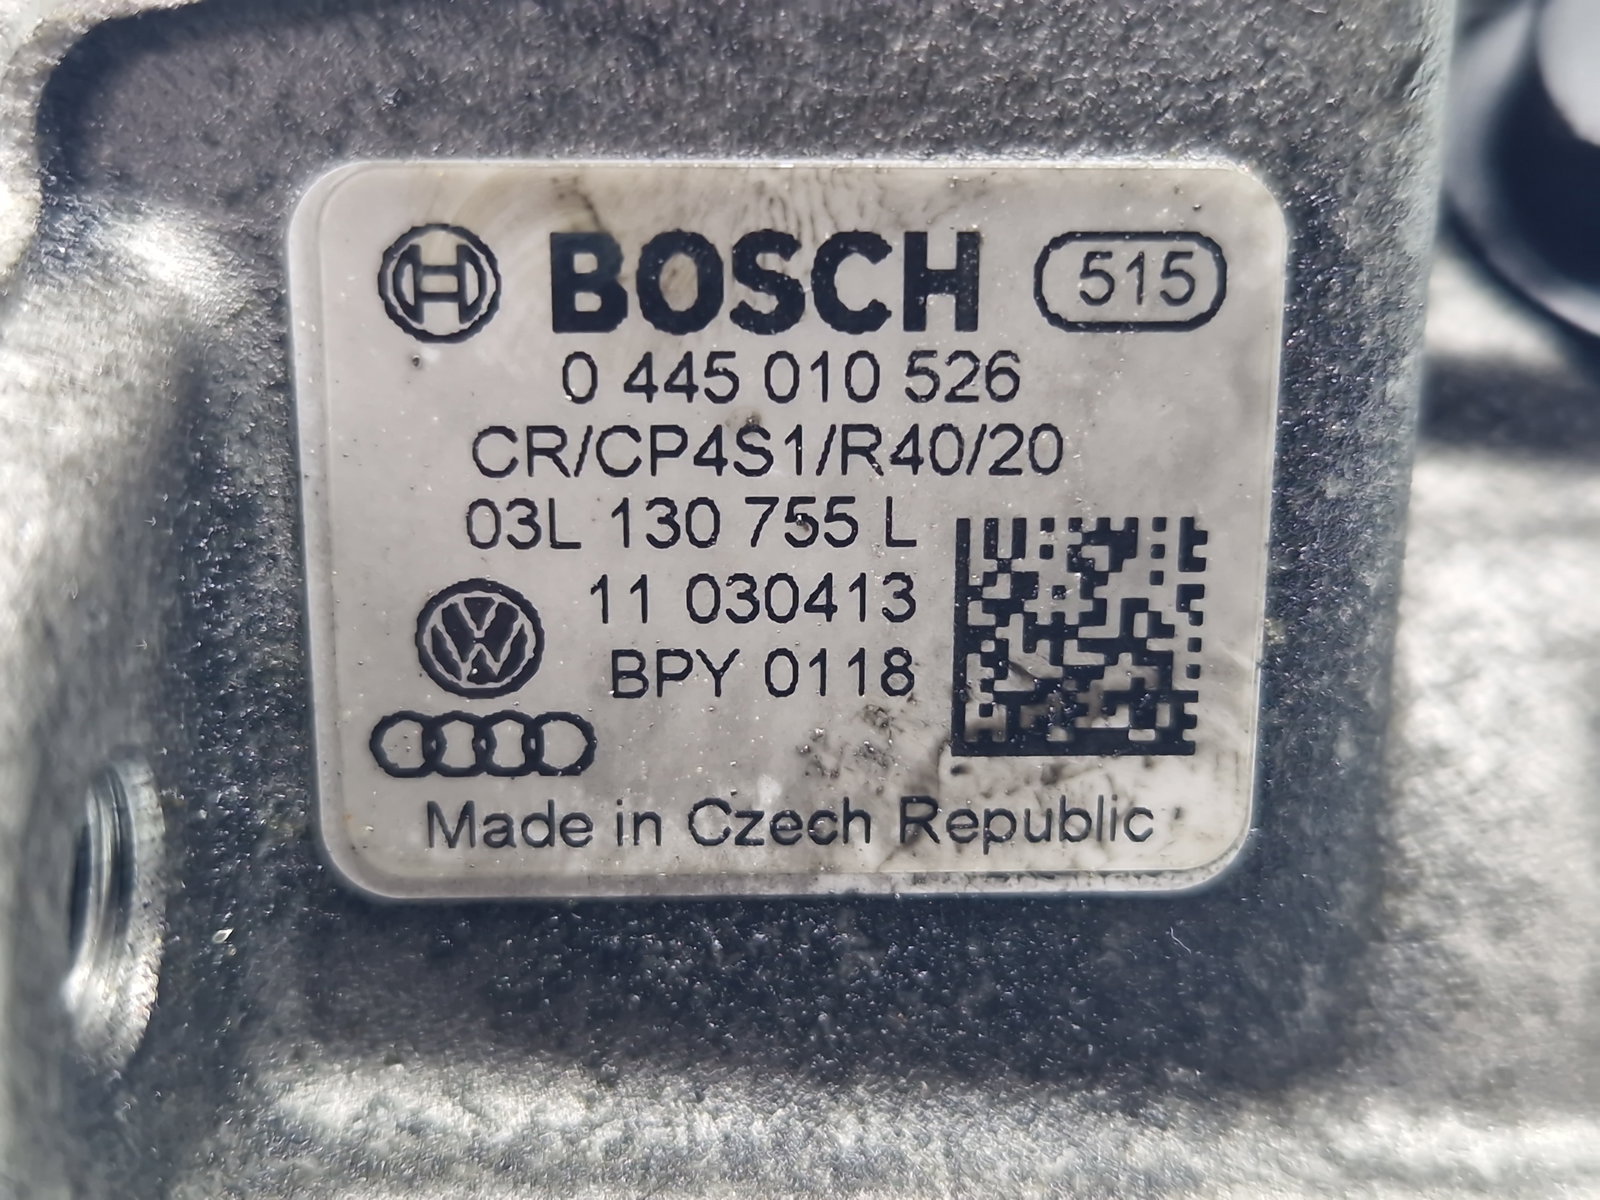 BOSCH 515
0 445 010 526
CR/CP4S1/R40/20
03L 130 755 L
11 030413
BPY 0118
Made in Czech Republic